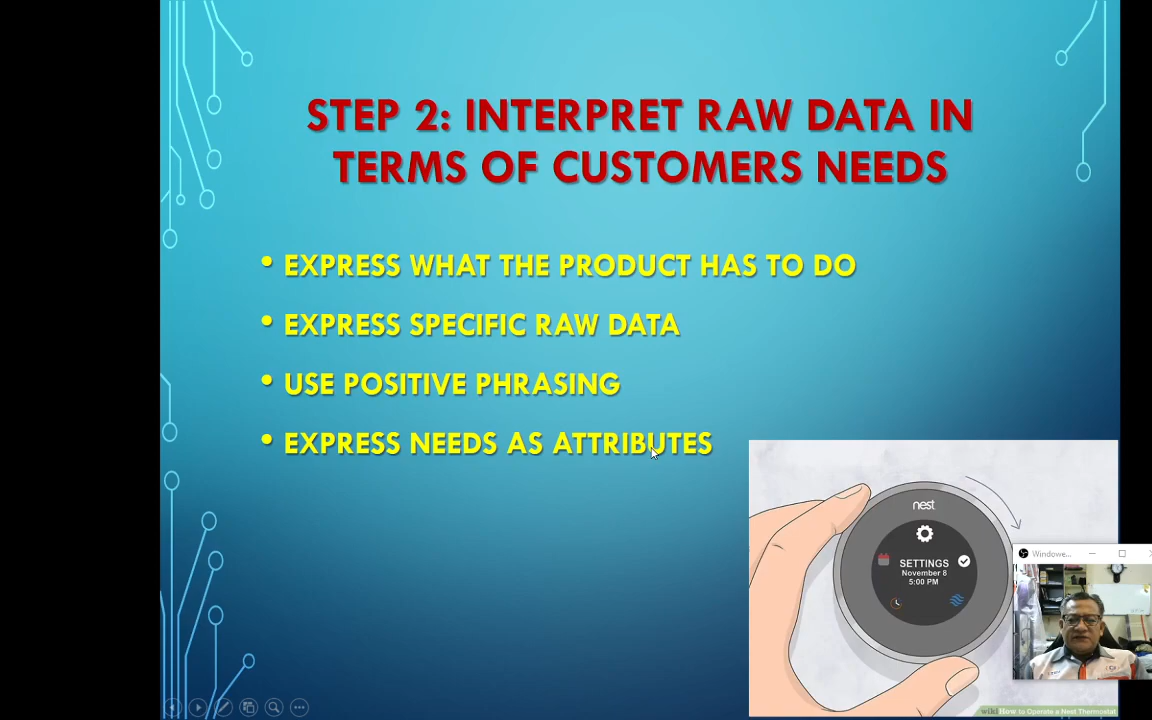 STEP 2: INTERPRET RAW DATA IN
TERMS OF CUSTOMERS NEEDS
• EXPRESS WHAT THE PRODUCT HAS TO DO
• EXPRESS SPECIFIC RAW DATA
• USE POSITIVE PHRASING
• EXPRESS NEEDS AS ATTRIBUTES
nest
SETTINGS
November 8
5:00 PM
Windowe...
wikiHow to Operate a Nest Thermostat